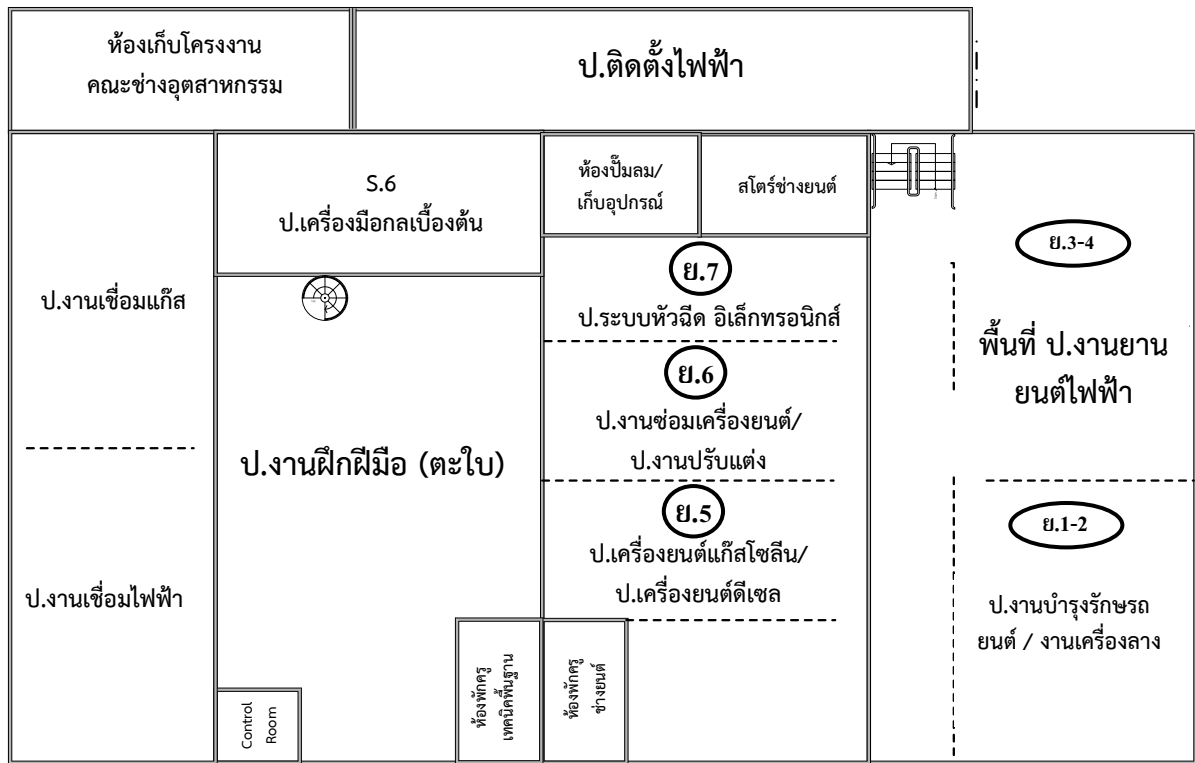 ห้องเก็บโครงงาน
คณะช่างอุตสาหกรรม
ป.ติดตั้งไฟฟ้า
S.6
ป.เครื่องมือกลเบื้องต้น
ห้องปั๊มลม/
เก็บอุปกรณ์
สโตร์ช่างยนต์
ป.งานเชื่อมแก๊ส
ป.งานเชื่อมไฟฟ้า
ป.งานฝึกฝีมือ (ตะใบ)
ย.7
ป.ระบบหัวฉีด อิเล็กทรอนิกส์
ย.6
ป.งานซ่อมเครื่องยนต์/
ป.งานปรับแต่ง
ย.5
ป.เครื่องยนต์แก๊สโซลีน/
ป.เครื่องยนต์ดีเซล
ย.3-4
พื้นที่ ป.งานยาน
ยนต์ไฟฟ้า
ย.1-2
ป.งานบำรุงรักษรถ
ยนต์ / งานเครื่องลาง
Control
Room
ห้องพักครู
เทคนิคพื้นฐาน
ห้องพักครู
ช่างยนต์